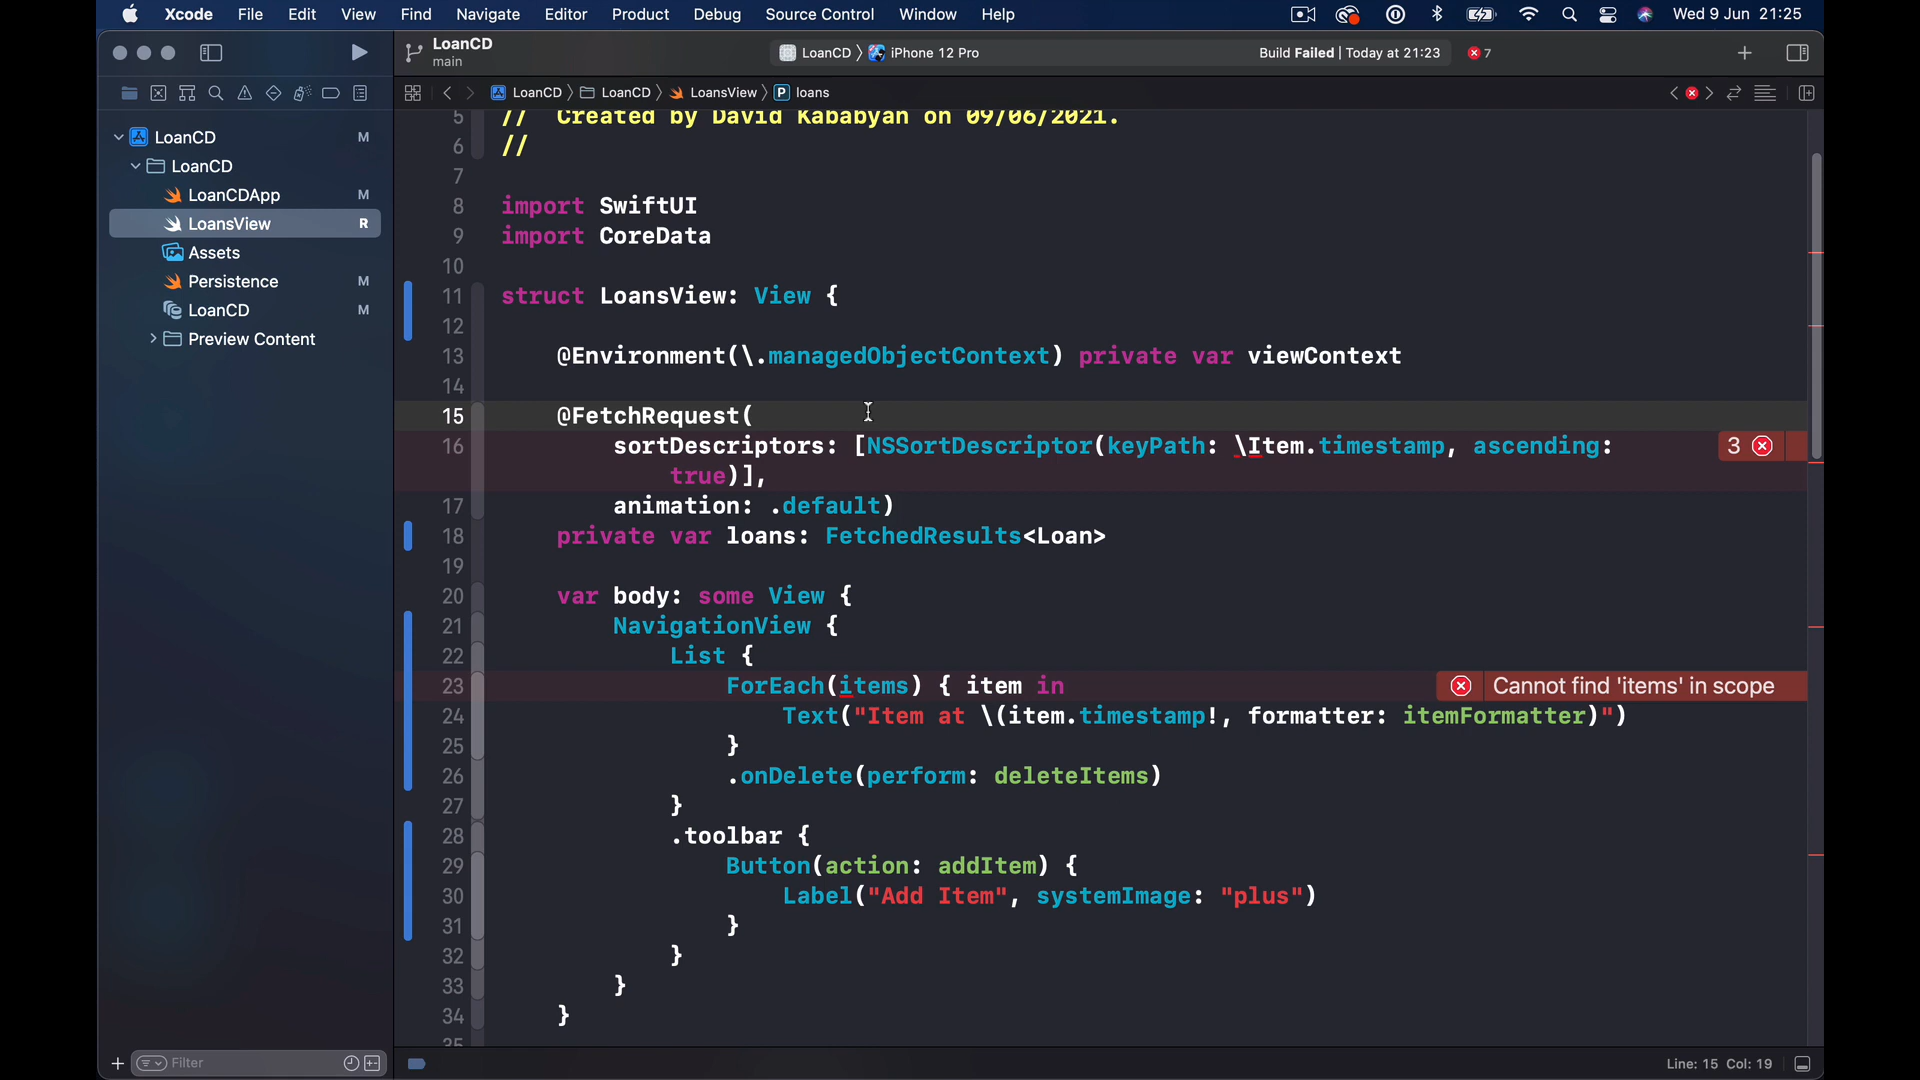 Xcode File Edit View Find Navigate Editor Product Debug Source Control Window Help Wed 9 Jun 21:25
LoanCD
main
LoanCD iPhone 12 Pro Build Failed | Today at 21:23 7
LoanCD LoanCD LoansView P loans
LoanCD M
LoanCD
LoanCDApp M
LoansView R
Assets
Persistence M
LoanCD M
Preview Content
5 // Created by David Kababyan on 09/06/2021.
6 //
7
8 import SwiftUI
9 import CoreData
10
11 struct LoansView: View {
12
13 @Environment(\.managedObjectContext) private var viewContext
14
15 @FetchRequest(
16 sortDescriptors: [NSSortDescriptor(keyPath: \Item.timestamp, ascending: 3
true)],
17 animation: .default)
18 private var loans: FetchedResults<Loan>
19
20 var body: some View {
21 NavigationView {
22 List {
23 ForEach(items) { item in Cannot find 'items' in scope
24 Text("Item at \(item.timestamp!, formatter: itemFormatter)")
25 }
26 .onDelete(perform: deleteItems)
27 }
28 .toolbar {
29 Button(action: addItem) {
30 Label("Add Item", systemImage: "plus")
31 }
32 }
33 }
34 }
35
Filter
Line: 15 Col: 19